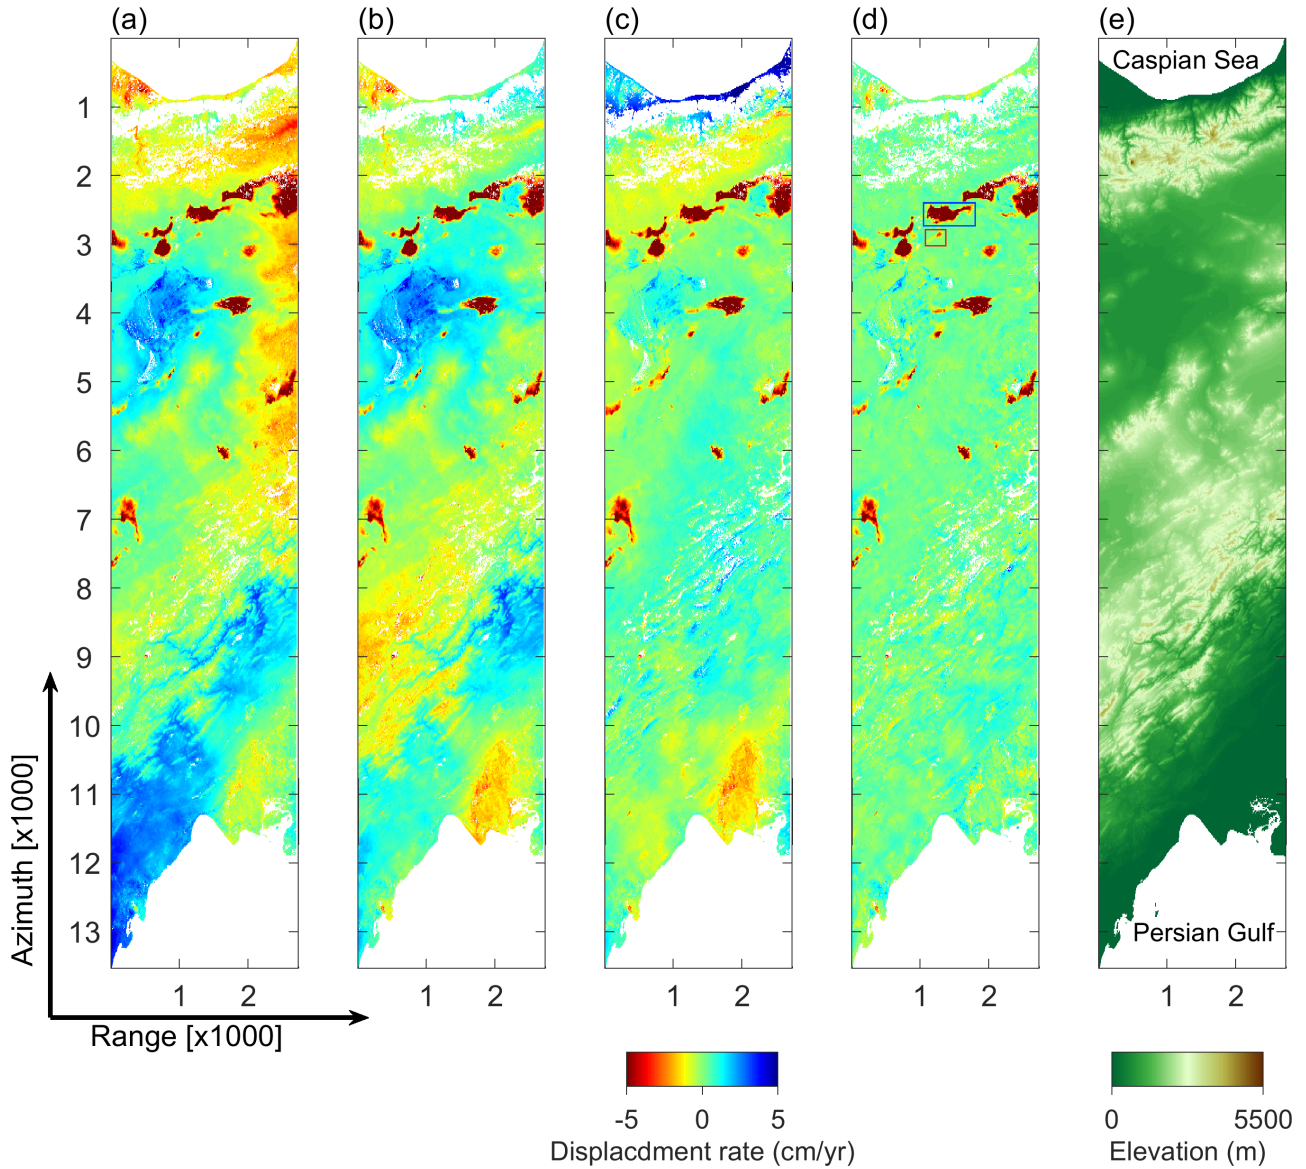 (a) (b) (c) (d) (e)
Caspian Sea
1
2
3
4
5
6
7
8
9
10
11
12
13
Persian Gulf
Azimuth [x1000]
1 2 1 2 1 2 1 2 1 2
Range [x1000]
-5 0 5
Displacdment rate (cm/yr)
0 5500
Elevation (m)